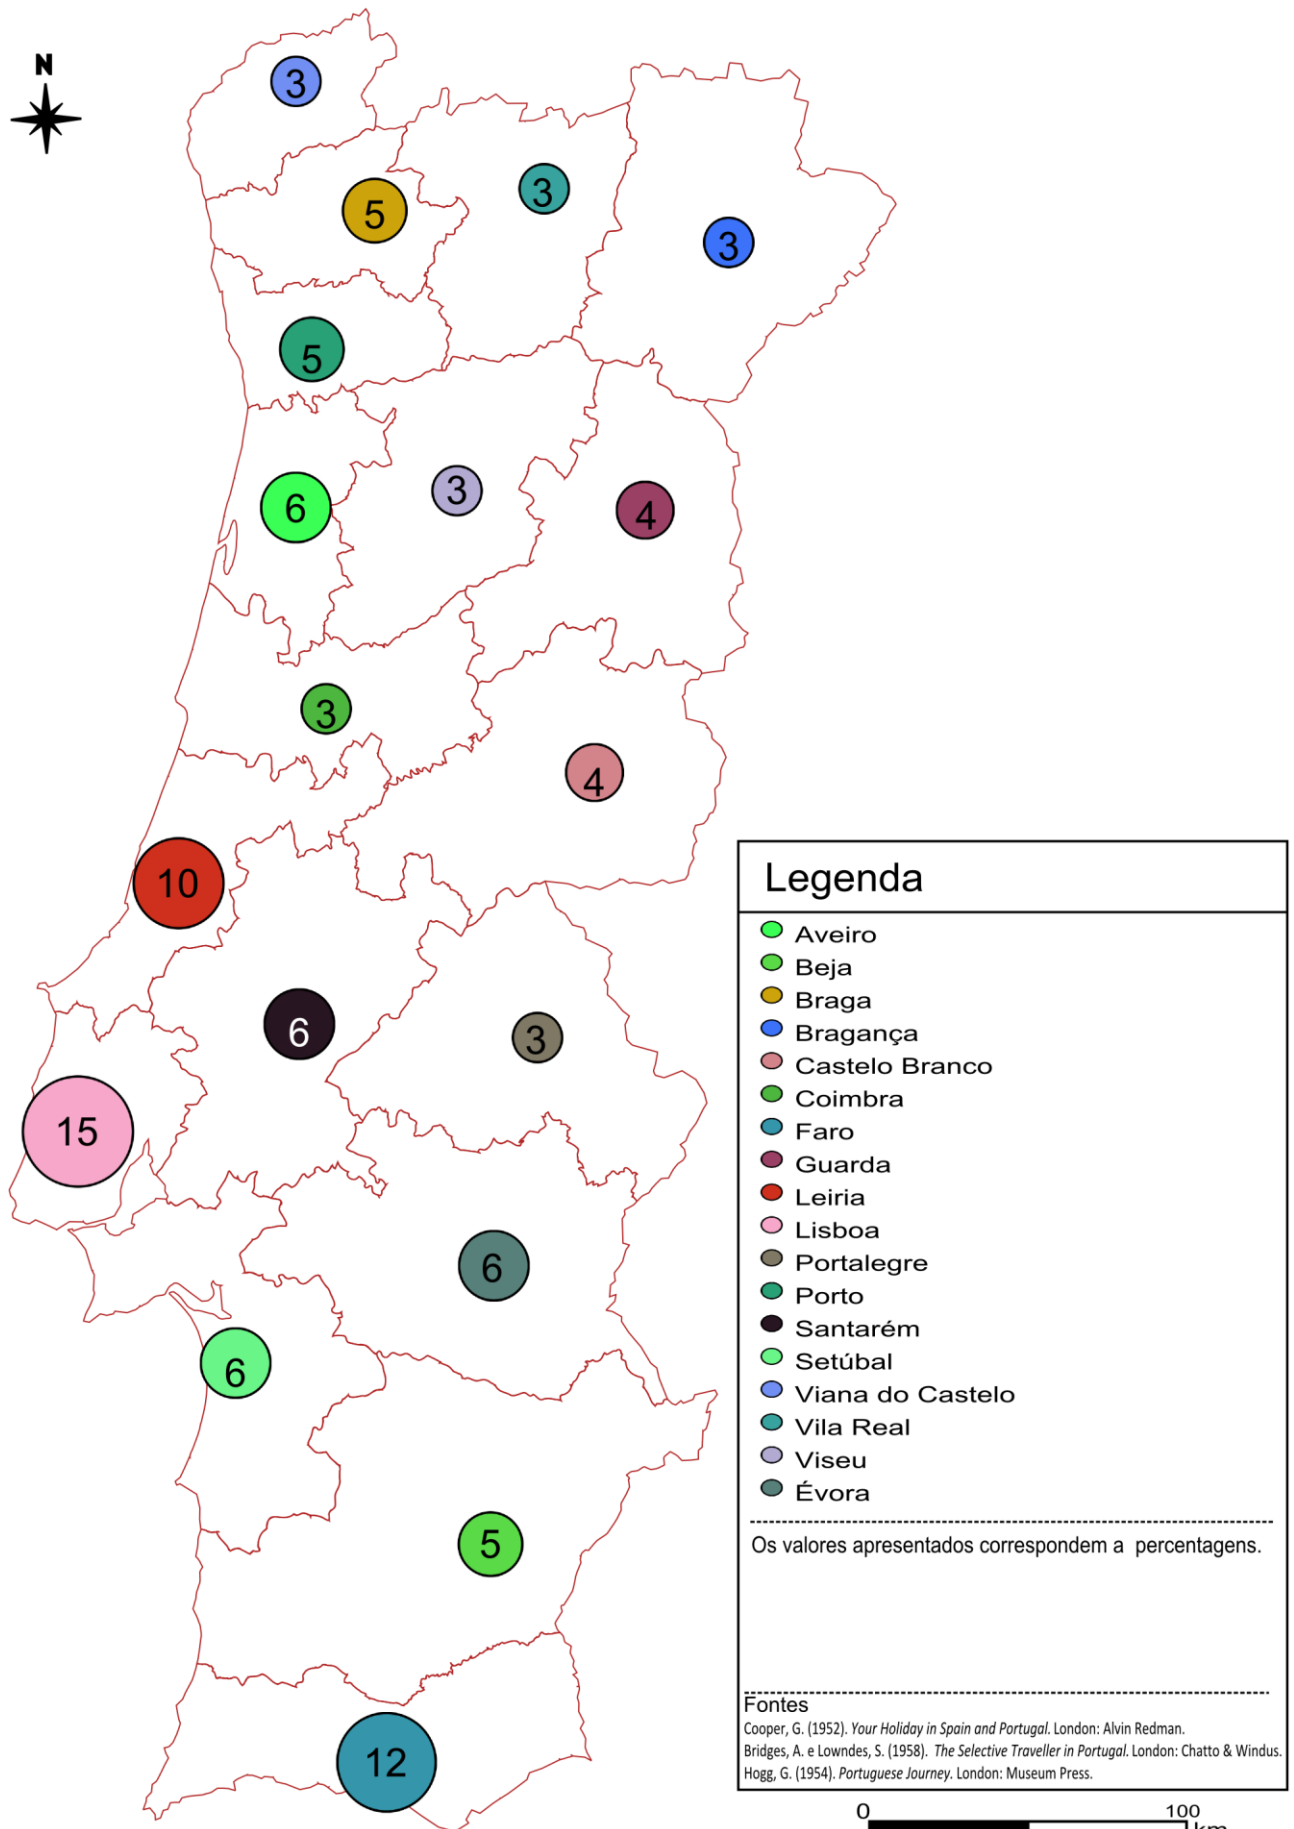 N
3
3
5
3
5
3
6
4
3
4
10
6
3
15
6
6
5
12
Legenda
Aveiro
Beja
Braga
Bragança
Castelo Branco
Coimbra
Faro
Guarda
Leiria
Lisboa
Portalegre
Porto
Santarém
Setúbal
Viana do Castelo
Vila Real
Viseu
Évora
Os valores apresentados correspondem a percentagens.
Fontes
Cooper, G. (1952). Your Holiday in Spain and Portugal. London: Alvin Redman.
Bridges, A. e Lowndes, S. (1958). The Selective Traveller in Portugal. London: Chatto & Windus.
Hogg, G. (1954). Portuguese Journey. London: Museum Press.
0 100
km